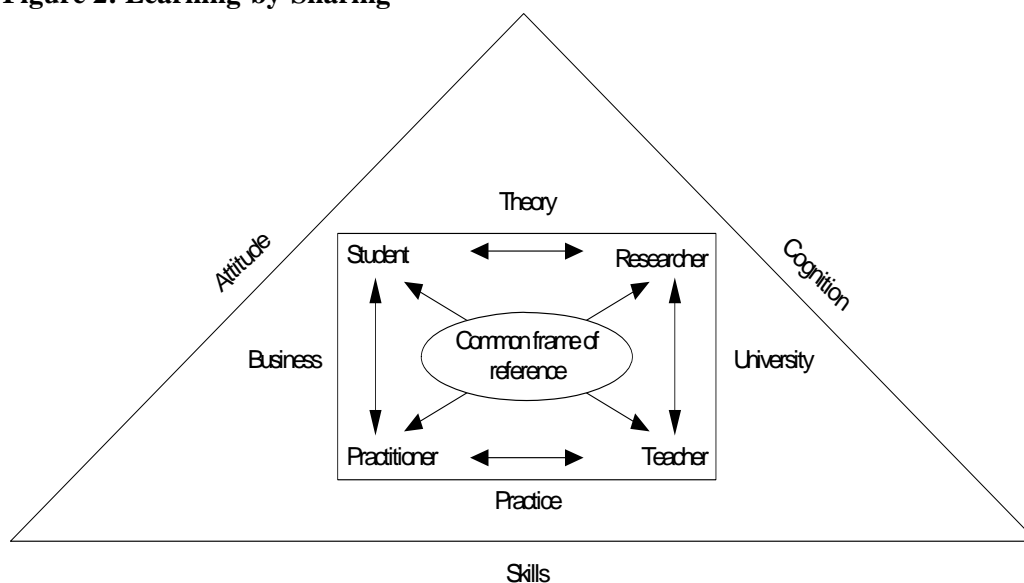 Figure 2: Learning-by-Sharing
Theory
Attitude
Cognition
Student
Researcher
Business
Common frame of
reference
University
Practitioner
Teacher
Practice
Skills